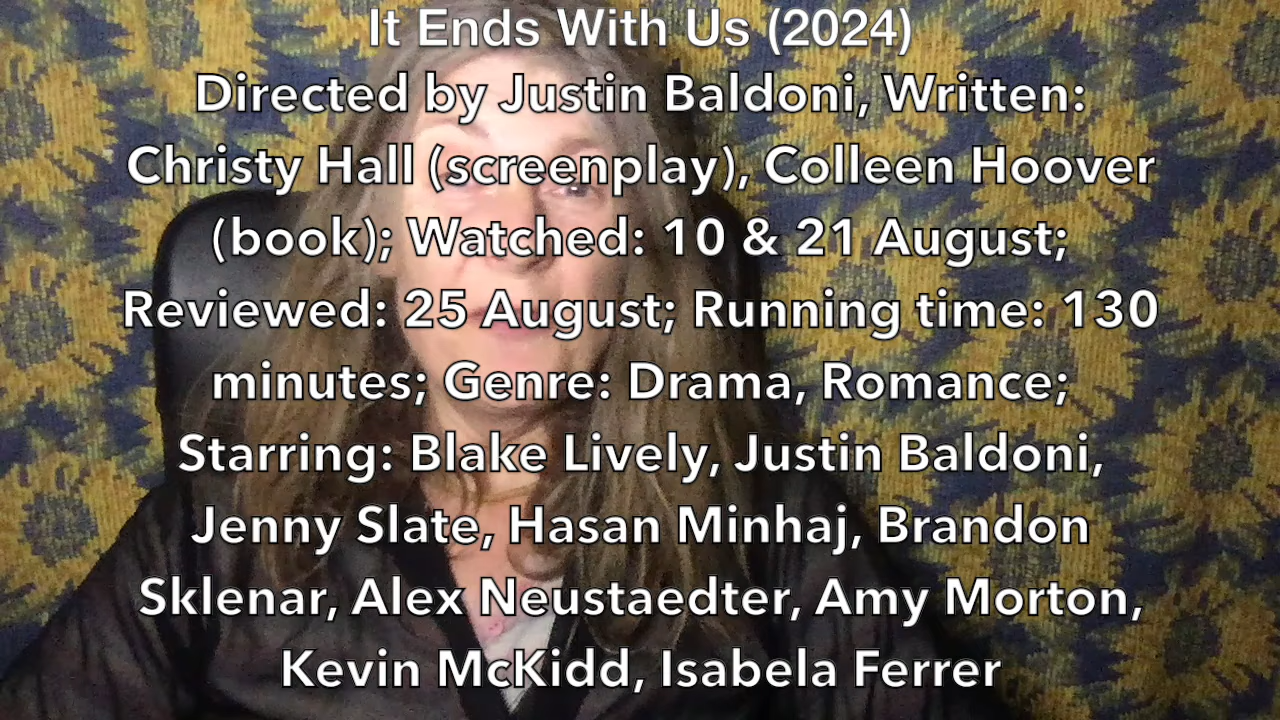 It Ends With Us (2024)
Directed by Justin Baldoni, Written:
Christy Hall (screenplay), Colleen Hoover
(book); Watched: 10 & 21 August;
Reviewed: 25 August; Running time: 130
minutes; Genre: Drama, Romance;
Starring: Blake Lively, Justin Baldoni,
Jenny Slate, Hasan Minhaj, Brandon
Sklenar, Alex Neustaedter, Amy Morton,
Kevin McKidd, Isabela Ferrer